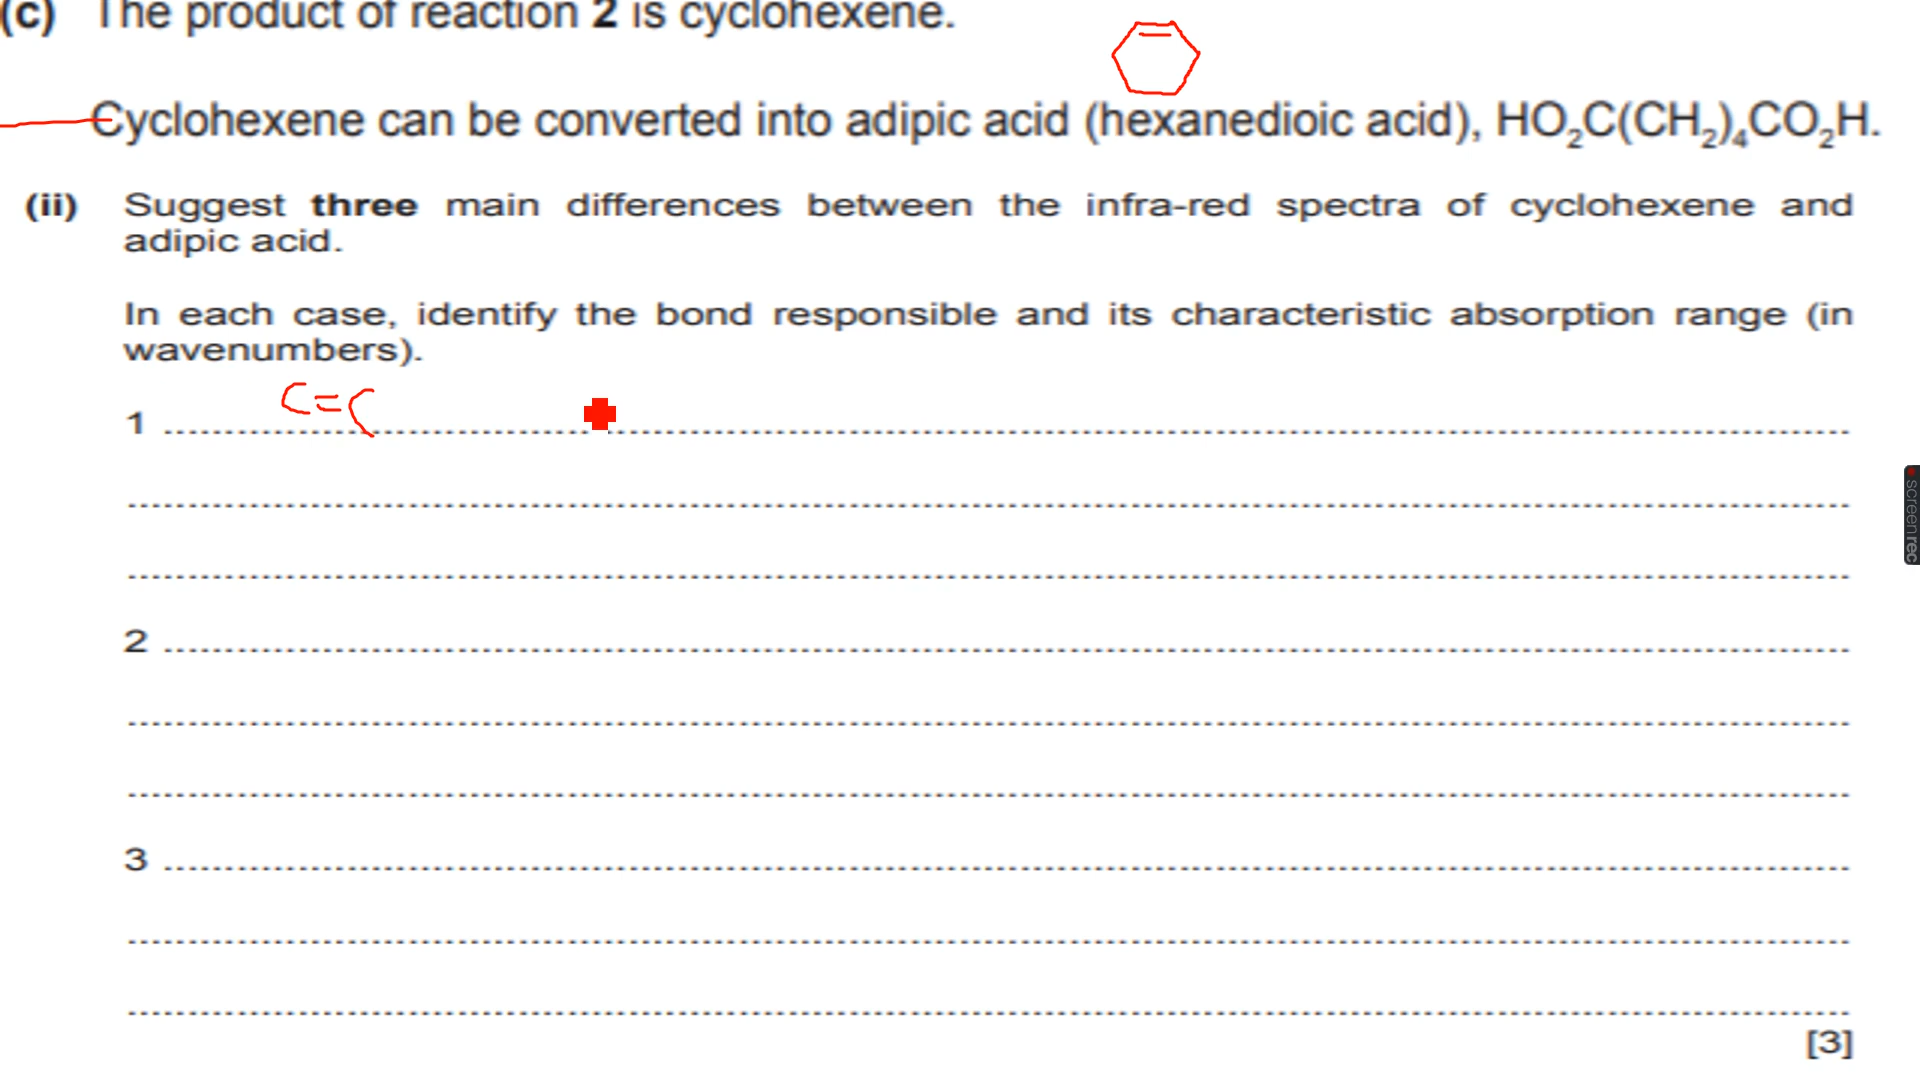 (c) The product of reaction 2 is cyclohexene.
Cyclohexene can be converted into adipic acid (hexanedioic acid), HO₂C(CH₂)₄CO₂H.
(ii) Suggest three main differences between the infra-red spectra of cyclohexene and
adipic acid.
In each case, identify the bond responsible and its characteristic absorption range (in
wavenumbers).
C=C
1
2
3
[3]
screenrec